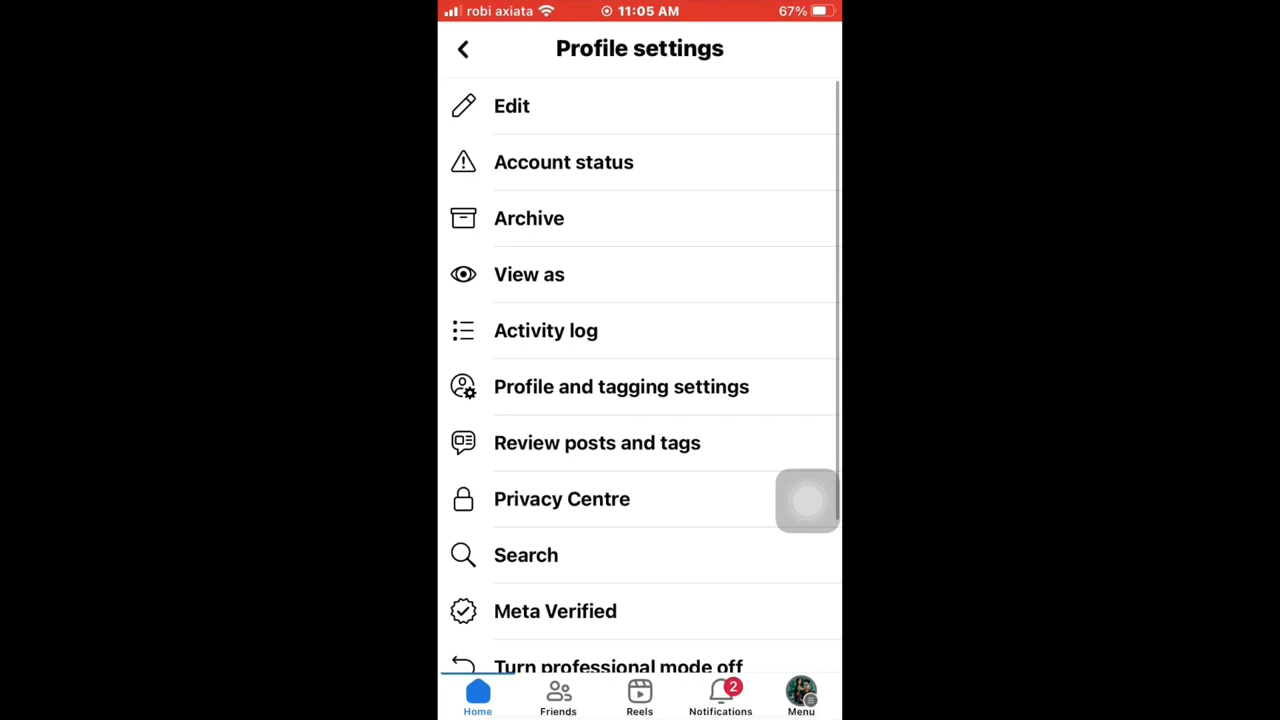 robi axiata 11:05 AM 67%
Profile settings
Edit
Account status
Archive
View as
Activity log
Profile and tagging settings
Review posts and tags
Privacy Centre
Search
Meta Verified
Turn professional mode off
2
Home Friends Reels Notifications Menu